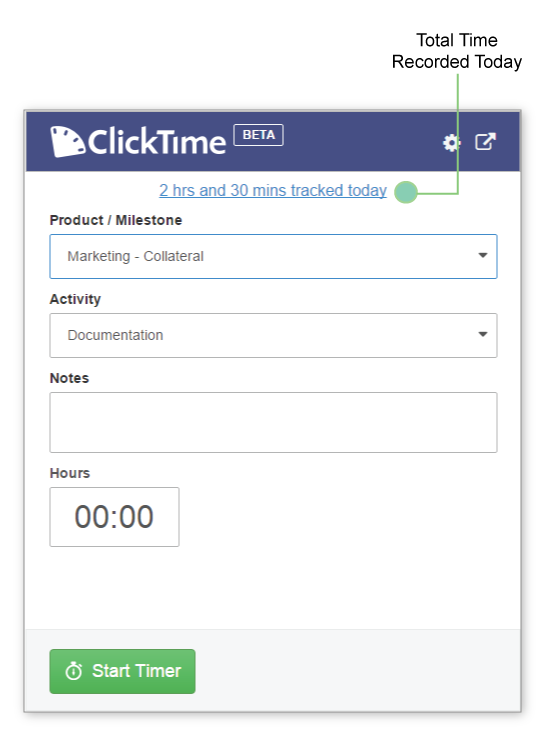 Total Time
Recorded Today
ClickTime BETA
2 hrs and 30 mins tracked today
Product / Milestone
Marketing - Collateral
Activity
Documentation
Notes
Hours
00:00
Start Timer